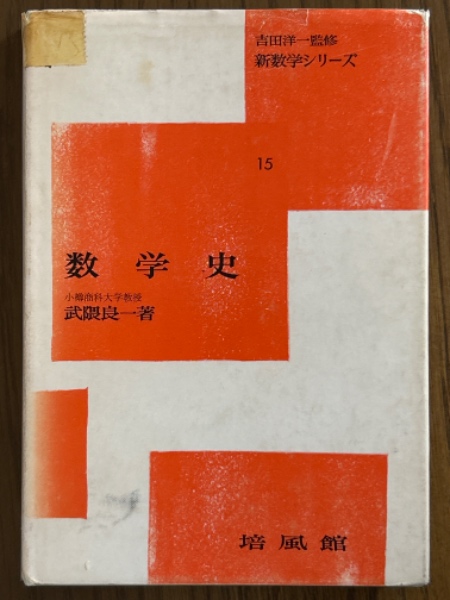 吉田洋一監修
新数学シリーズ
15
数学史
小樽商科大学教授
武隈良一著
培風館